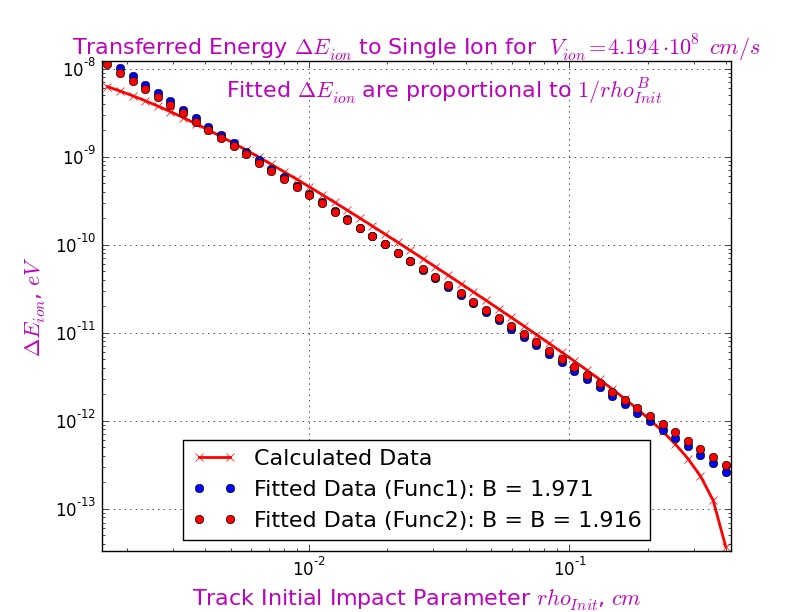 Transferred Energy ΔE_ion to Single Ion for V_ion=4.194·10^8 cm/s
Fitted ΔE_ion are proportional to 1/rho_Init^B
10^-8
10^-9
10^-10
10^-11
10^-12
10^-13
ΔE_ion, eV
Calculated Data
Fitted Data (Func1): B = 1.971
Fitted Data (Func2): B = B = 1.916
10^-2 10^-1
Track Initial Impact Parameter rho_Init, cm